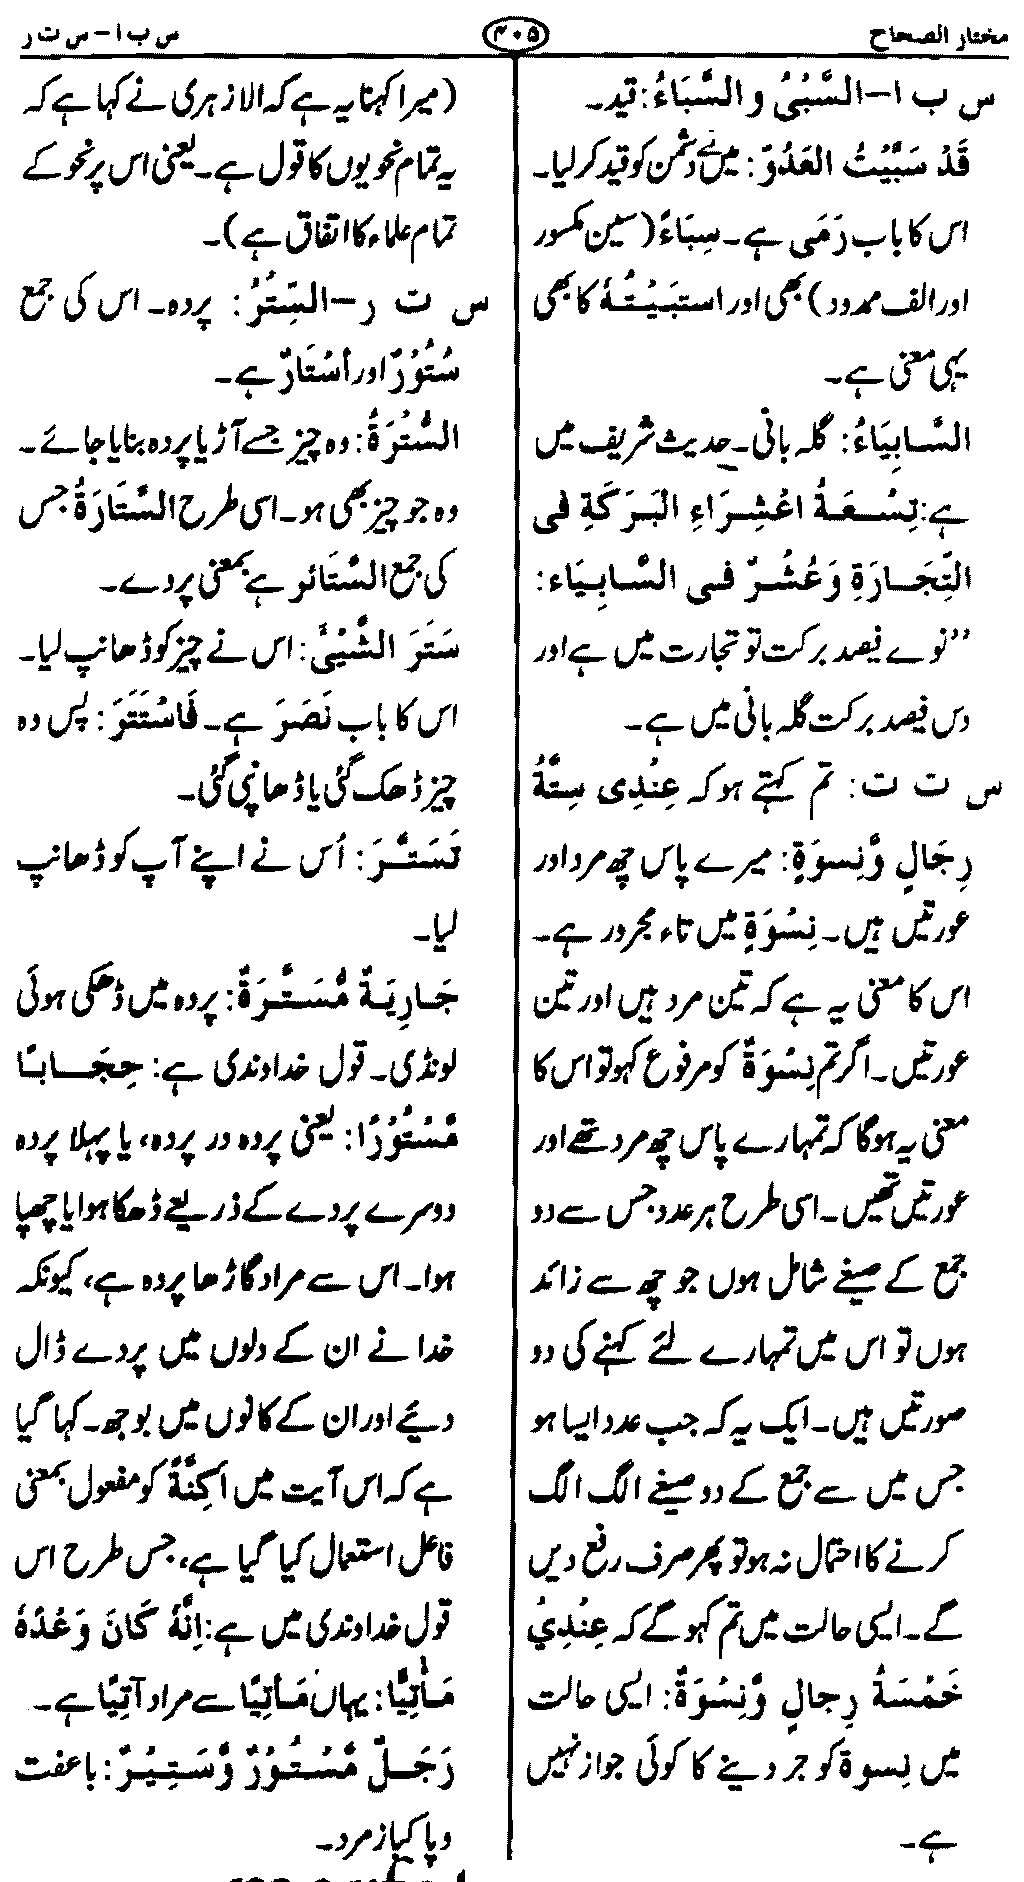 مختار الصحاح
۴۰۵
س ب ا – س ت ر
س ب ا – السَّبْیُ و السِّبَاءُ: قید۔
قَدْ سَبَّیْتُ العَدُوّ: میں نے دشمن کو قید کر لیا۔
اس کا باب رَمَی ہے۔ سِبَاءً (سین مکسور
اور الف ممدود) بھی اور استبَیْتُهٗ کا بھی
یہی معنی ہے۔
السَّابِیَاءُ: گلہ بانی۔ حدیث شریف میں
ہے: تِسْعَةُ اعْشِرَاءِ البَرَکَةِ فی
التِّجَارَةِ وَعُشْرٌ فی السَّابِیَاء:
”نوے فیصد برکت تو تجارت میں ہے اور
دس فیصد برکت گلہ بانی میں ہے۔
س ت ت: تم کہتے ہو کہ عِنْدِی سِتَّةُ
رِجَالٍ وَّنِسوَةٍ: میرے پاس چھ مرد اور
عورتیں ہیں۔ نِسْوَةٍ میں تاء مجرور ہے۔
اس کا معنی یہ ہے کہ تین مرد ہیں اور تین
عورتیں۔ اگر تم نِسْوَةٌ کو مرفوع کہو تو اس کا
معنی یہ ہوگا کہ تمہارے پاس چھ مرد تھے اور
عورتیں تھیں۔ اسی طرح ہر عدد جس سے دو
جمع کے صیغے شامل ہوں جو چھ سے زائد
ہوں تو اس میں تمہارے لئے کہنے کی دو
صورتیں ہیں۔ ایک یہ کہ جب عدد ایسا ہو
جس میں سے جمع کے دو صیغے الگ الگ
کرنے کا احتمال نہ ہو تو پھر صرف رفع دیں
گے۔ ایسی حالت میں تم کہو گے کہ عِنْدِیْ
خَمْسَةُ رِجالٍ وَّنِسْوَةٌ: ایسی حالت
میں نِسوة کو جر دینے کا کوئی جواز نہیں
ہے۔
(میرا کہنا یہ ہے کہ الازہری نے کہا ہے کہ
یہ تمام نحویوں کا قول ہے۔ یعنی اس پر نحو کے
تمام علماء کا اتفاق ہے)۔
س ت ر – السِّتْرُ: پردہ۔ اس کی جمع
سُتُوْرٌ اور أسْتَارٌ ہے۔
السُّتْرَةُ: وہ چیز جسے آڑ یا پردہ بنایا جائے۔
وہ جو چیز بھی ہو۔ اسی طرح السَّتَارَةُ جس
کی جمع السَّتَائر ہے بمعنی پردے۔
سَتَرَ الشَّیْئَ: اس نے چیز کو ڈھانپ لیا۔
اس کا باب نَصَرَ ہے۔ فَاسْتَتَرَ: پس وہ
چیز ڈھک گئی یا ڈھانپی گئی۔
تَسَتَّرَ: اُس نے اپنے آپ کو ڈھانپ
لیا۔
جَارِیَةٌ مُّسَتَّرَةٌ: پردہ میں ڈھکی ہوئی
لونڈی۔ قول خداوندی ہے: حِجَابًا
مَّسْتُوْرًا: یعنی پردہ در پردہ، یا پہلا پردہ
دوسرے پردے کے ذریعے ڈھکا ہوا یا چھپا
ہوا۔ اس سے مراد گاڑھا پردہ ہے، کیونکہ
خدا نے ان کے دلوں میں پردے ڈال
دیئے اور ان کے کانوں میں بوجھ۔ کہا گیا
ہے کہ اس آیت میں أکِنَّةً کو مفعول بمعنی
فاعل استعمال کیا گیا ہے، جس طرح اس
قول خداوندی میں ہے: اِنَّهٗ کَانَ وَعْدُهٗ
مَأتِیًّا: یہاں مَأتِیًّا سے مراد آتِیًا ہے۔
رَجَلٌ مَّسْتُوْرٌ وَّسَتِیْرٌ: باعفت
و پاکباز مرد۔